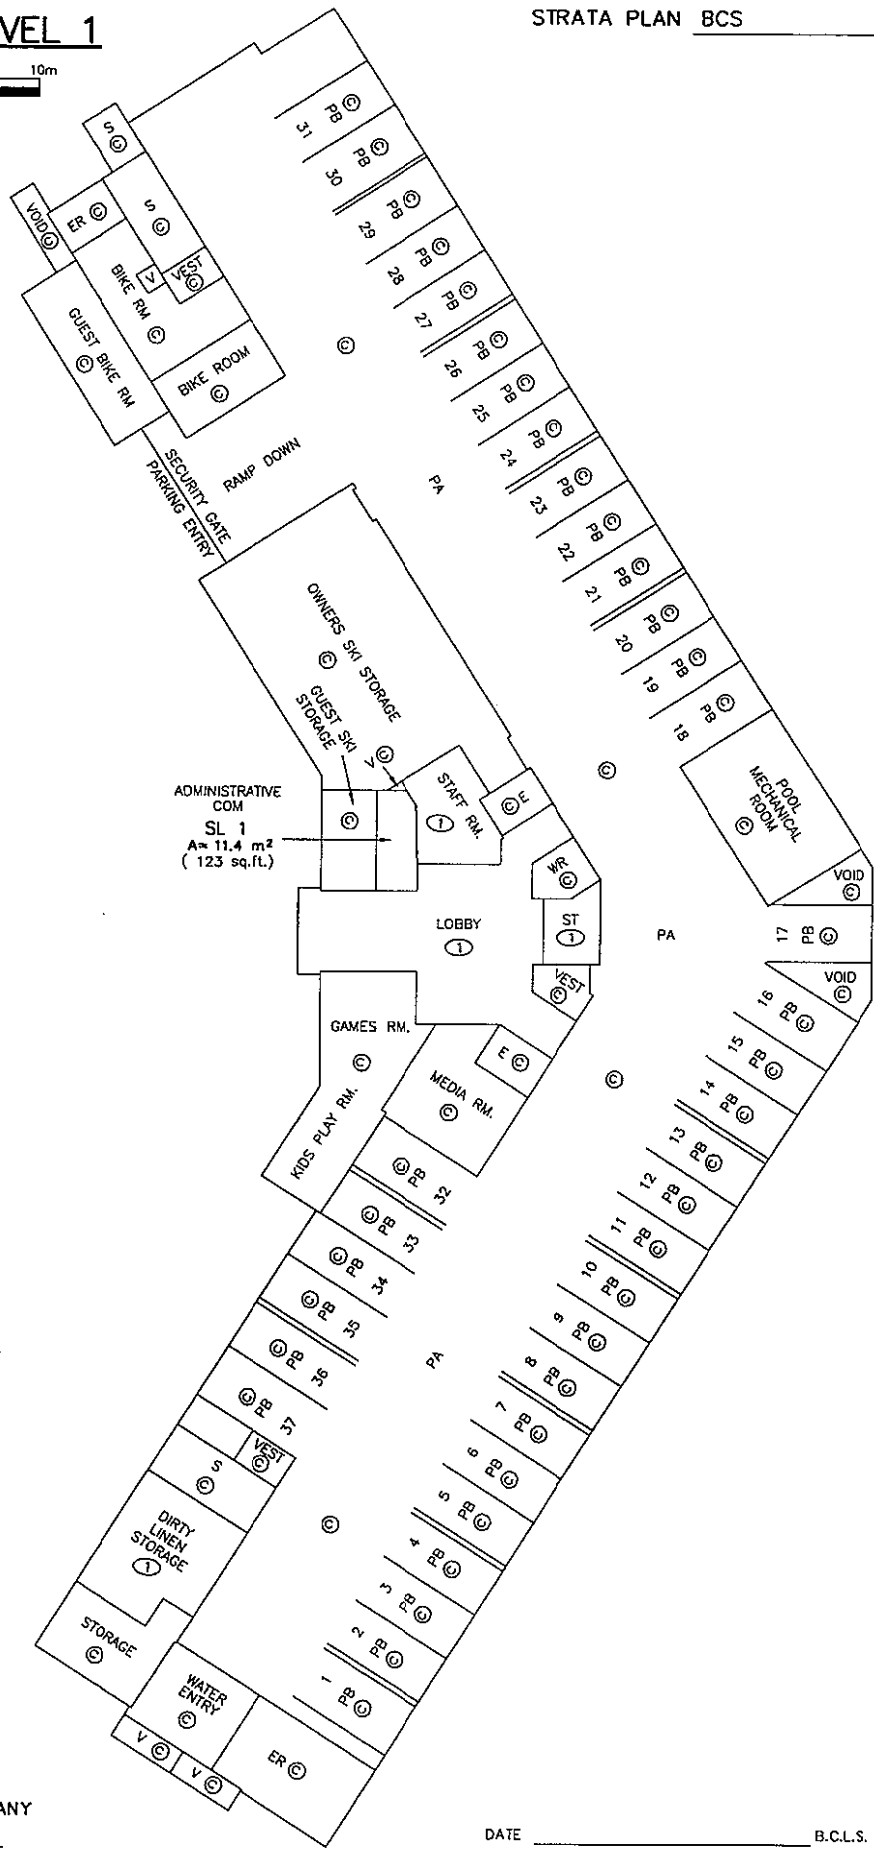 VEL 1
STRATA PLAN BCS
10m
S ©
PB ©
31
PB ©
30
VOID ©
ER ©
S ©
PB ©
29
PB ©
28
V
VEST ©
BIKE RM ©
PB ©
27
GUEST BIKE RM ©
BIKE ROOM ©
©
PB ©
26
PB ©
25
PB ©
24
RAMP DOWN
SECURITY GATE
PARKING ENTRY
PA
PB ©
23
PB ©
22
PB ©
21
OWNERS SKI STORAGE ©
PB ©
20
PB ©
19
PB ©
18
GUEST SKI
STORAGE
©
V ©
STAFF RM.
1
© E
©
POOL
MECHANICAL
ROOM
©
ADMINISTRATIVE
COM
SL 1
A= 11.4 m²
( 123 sq.ft.)
WR ©
VOID ©
LOBBY
1
ST
1
PA
17 PB ©
VEST ©
VOID ©
GAMES RM.
©
KIDS PLAY RM.
E ©
MEDIA RM.
©
©
16 PB ©
15 PB ©
14 PB ©
13 PB ©
12 PB ©
11 PB ©
© PB 32
© PB 33
© PB 34
© PB 35
© PB 36
© PB 37
10 PB ©
9 PB ©
8 PB ©
PA
7 PB ©
6 PB ©
5 PB ©
VEST ©
S ©
DIRTY
LINEN
STORAGE
1
©
4 PB ©
3 PB ©
2 PB ©
1 PB ©
STORAGE
©
WATER
ENTRY
©
V ©
V ©
ER ©
ANY
DATE
B.C.L.S.